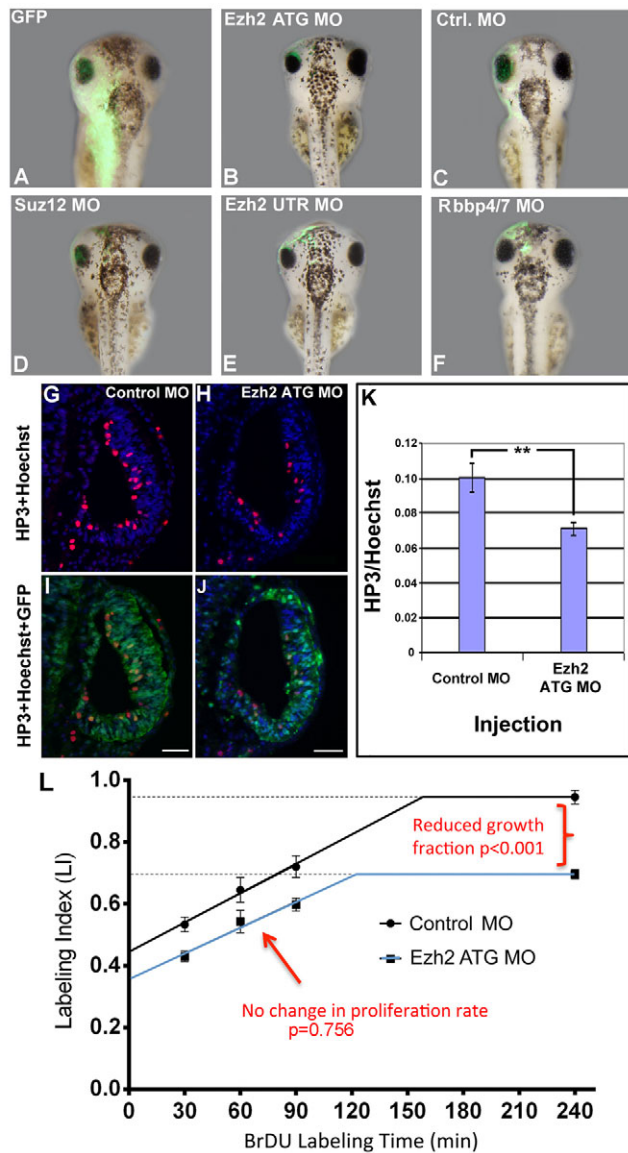 GFP
Ezh2 ATG MO
Ctrl. MO
A
B
C
Suz12 MO
Ezh2 UTR MO
Rbbp4/7 MO
D
E
F
G
Control MO
H
Ezh2 ATG MO
HP3+Hoechst
I
J
HP3+Hoechst+GFP
K
**
0.12
0.10
0.08
0.06
0.04
0.02
0
HP3/Hoechst
Control MO
Ezh2
ATG MO
Injection
L
1.0
0.8
0.6
0.4
0.2
0.0
Labeling Index (LI)
Reduced growth
fraction p<0.001
Control MO
Ezh2 ATG MO
No change in proliferation rate
p=0.756
0 30 60 90 120 150 180 210 240
BrDU Labeling Time (min)